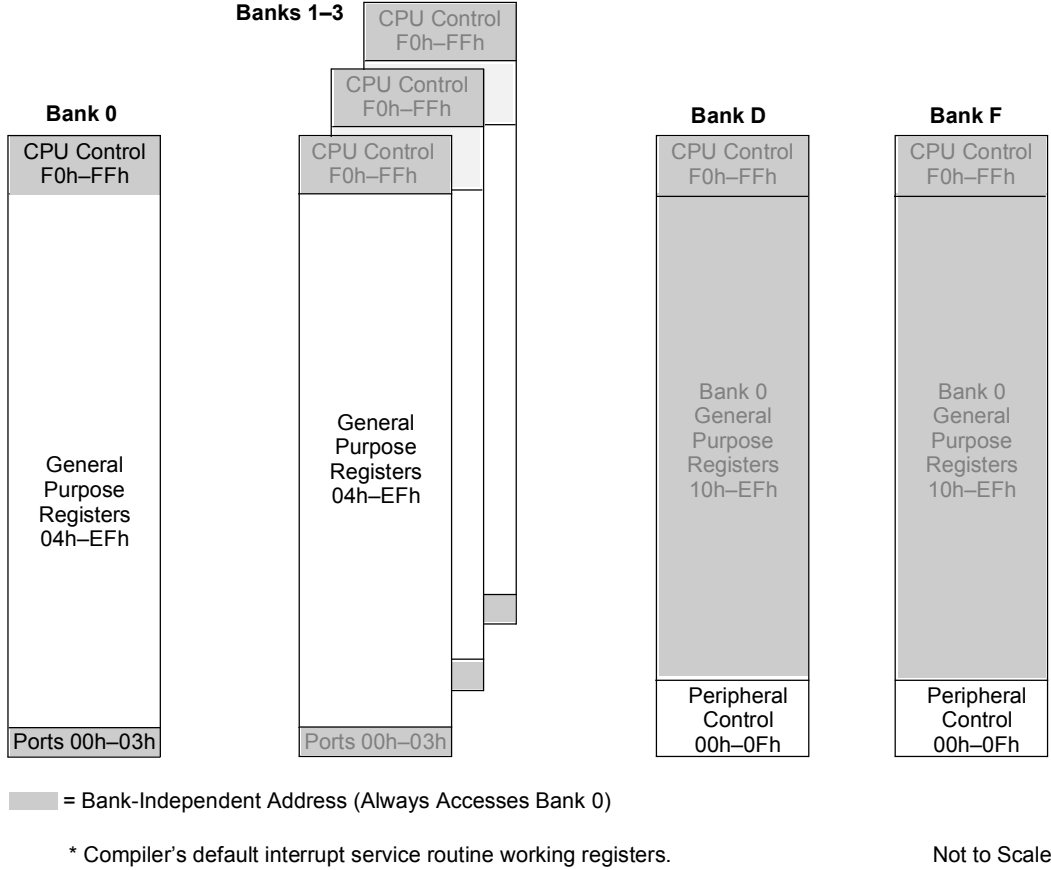 Banks 1–3
CPU Control
F0h–FFh
CPU Control
F0h–FFh
Bank 0
CPU Control
F0h–FFh
General
Purpose
Registers
04h–EFh
Ports 00h–03h
CPU Control
F0h–FFh
General
Purpose
Registers
04h–EFh
Ports 00h–03h
Bank D
CPU Control
F0h–FFh
Bank 0
General
Purpose
Registers
10h–EFh
Peripheral
Control
00h–0Fh
Bank F
CPU Control
F0h–FFh
Bank 0
General
Purpose
Registers
10h–EFh
Peripheral
Control
00h–0Fh
= Bank-Independent Address (Always Accesses Bank 0)
* Compiler’s default interrupt service routine working registers.
Not to Scale